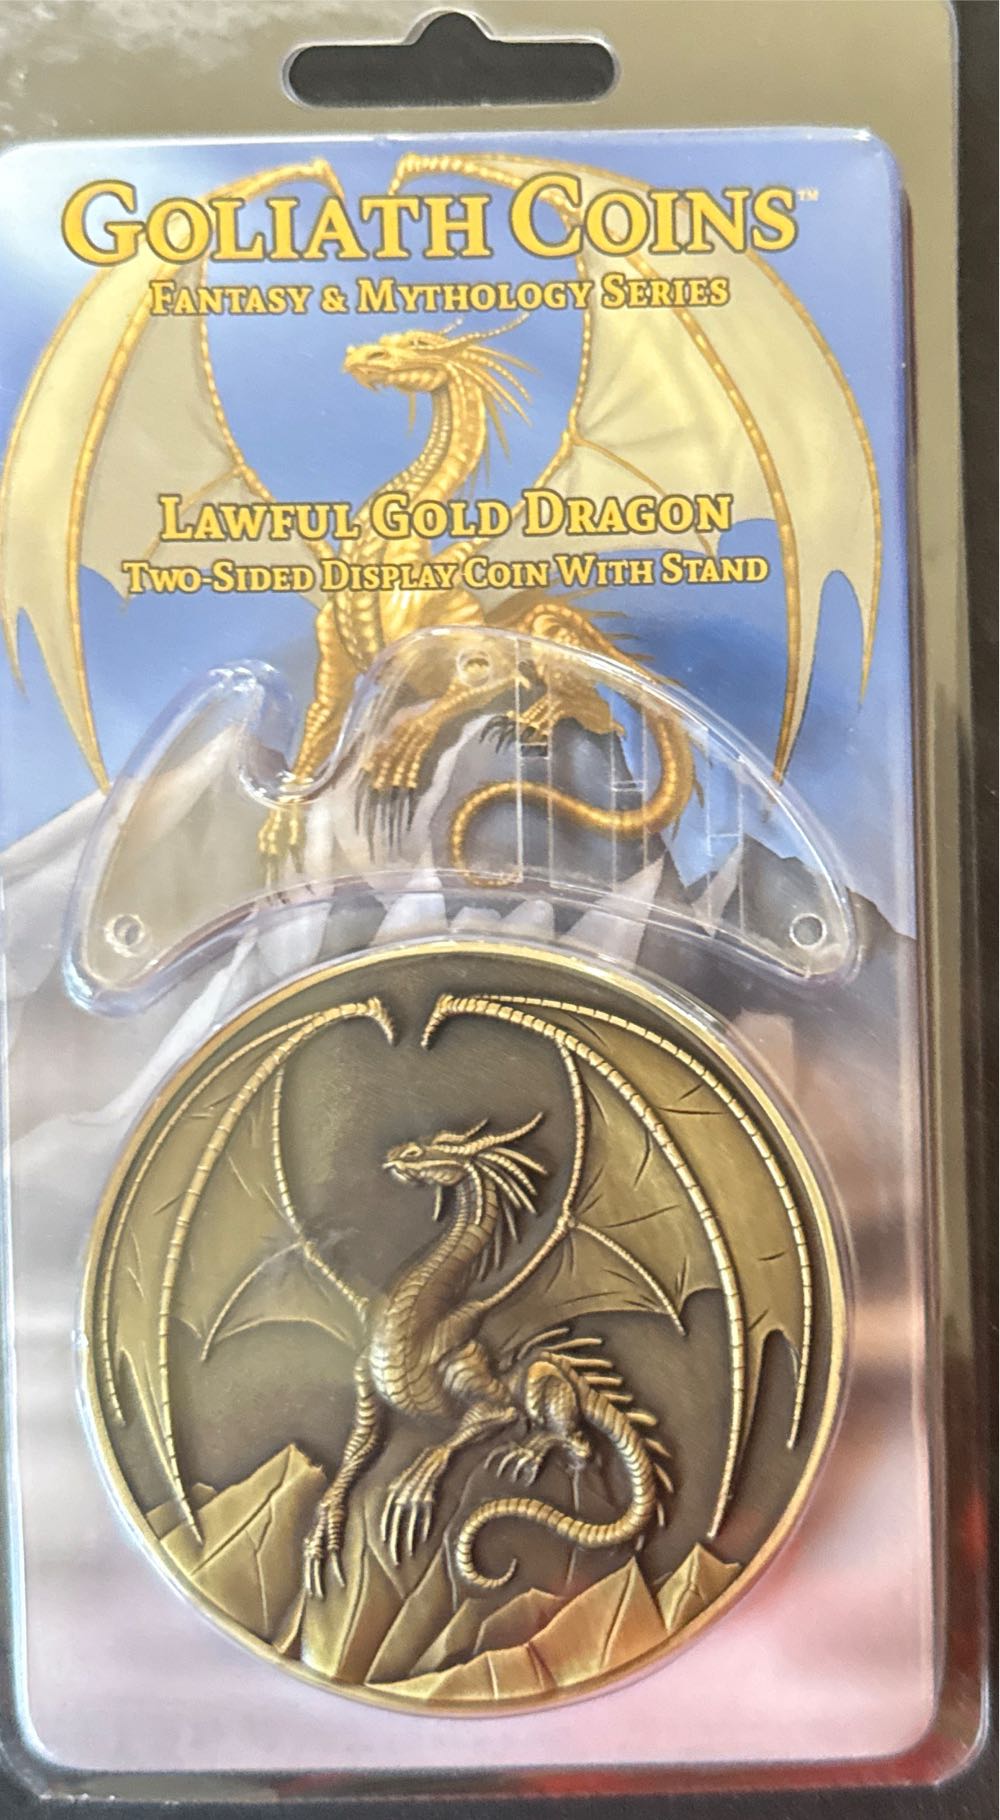 GOLIATH COINS™
FANTASY & MYTHOLOGY SERIES
LAWFUL GOLD DRAGON
TWO-SIDED DISPLAY COIN WITH STAND